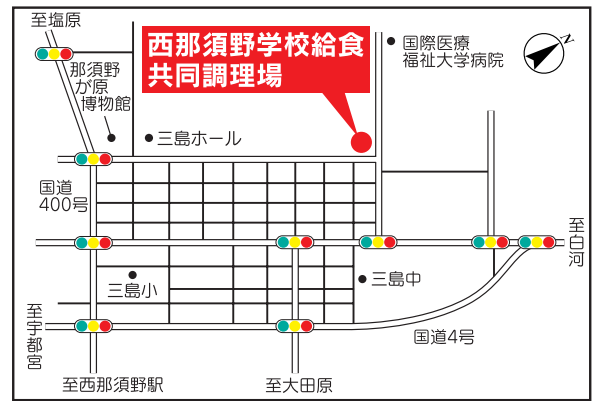 至塩原
西那須野学校給食
共同調理場
国際医療
福祉大学病院
N
那須野
が原
博物館
三島ホール
国道
400号
至白河
三島小
三島中
至宇都宮
国道4号
至西那須野駅
至大田原